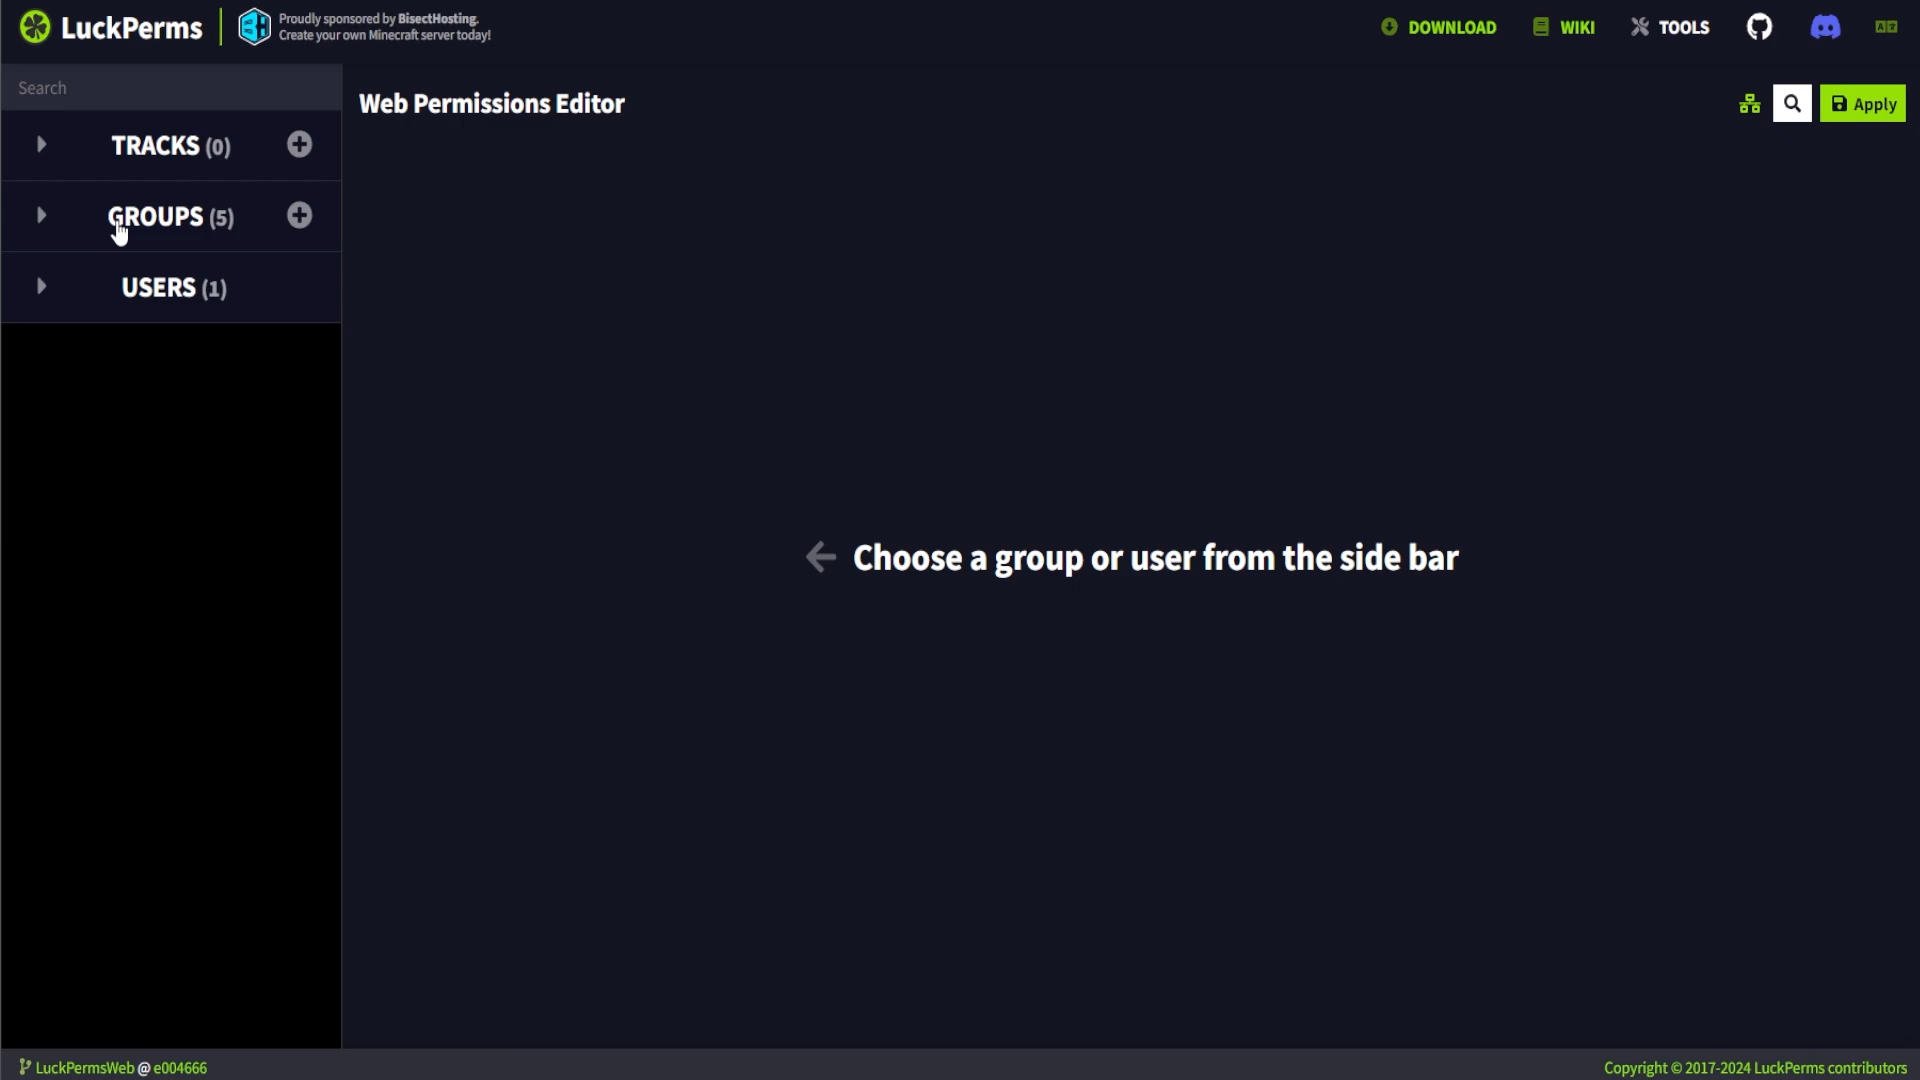 LuckPerms
Proudly sponsored by BisectHosting.
Create your own Minecraft server today!
DOWNLOAD
WIKI
TOOLS
Search
Web Permissions Editor
Apply
TRACKS (0)
GROUPS (5)
USERS (1)
Choose a group or user from the side bar
LuckPermsWeb @ e004666
Copyright © 2017-2024 LuckPerms contributors